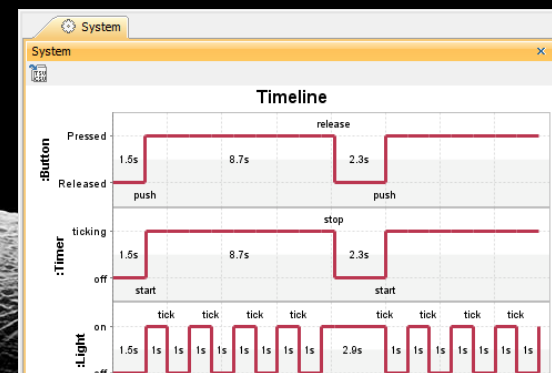 System
System
Timeline
release
Pressed
1.5s 8.7s 2.3s
:Button
Released
push push
stop
ticking
1.5s 8.7s 2.3s
:Timer
off
start start
tick tick tick tick tick tick tick tick
on
1.5s 1s 1s 1s 1s 1s 1s 1s 2.9s 1s 1s 1s 1s 1s 1s 1s
:Light
off